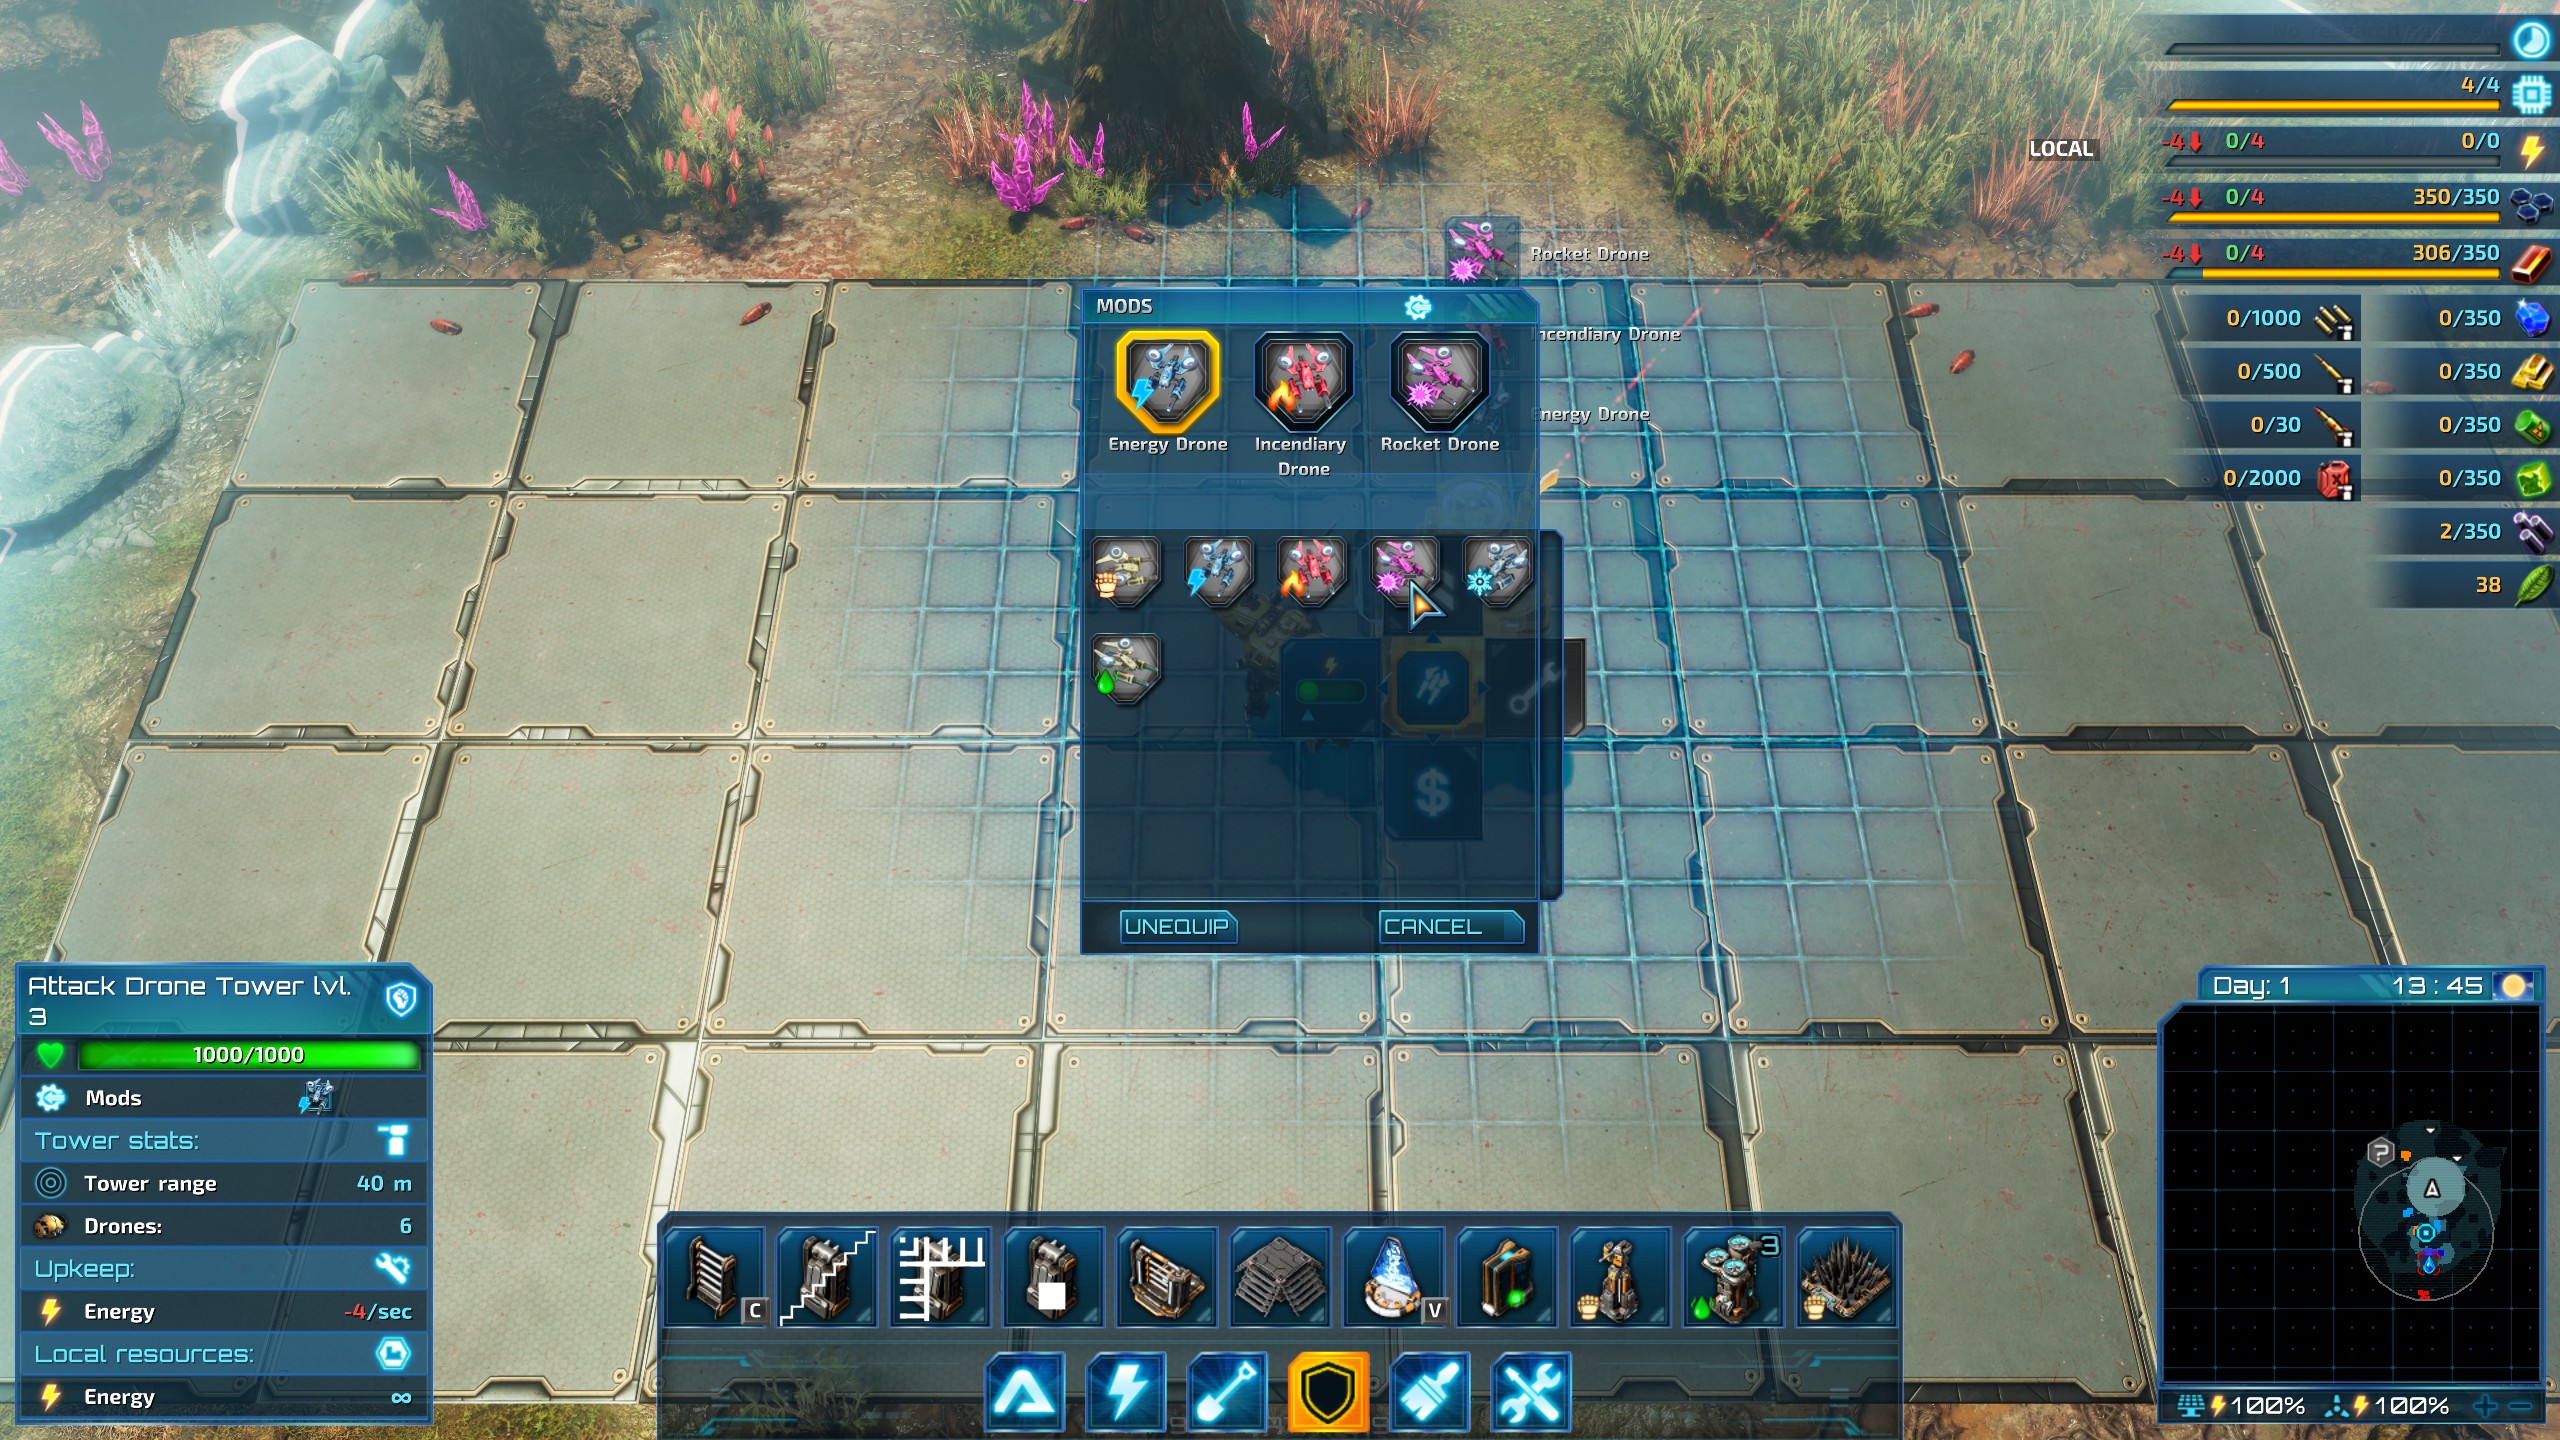 4/4
-4 0/4 0/0
LOCAL
-4 0/4 350/350
-4 0/4 306/350
Rocket Drone
MODS
Incendiary Drone
Energy Drone
Energy Drone
Incendiary Drone
Rocket Drone
0/1000 0/350
0/500 0/350
0/30 0/350
0/2000 0/350
2/350
38
$
UNEQUIP
CANCEL
Attack Drone Tower lvl.
3
1000/1000
Mods
Tower stats:
Tower range 40 m
Drones: 6
Upkeep:
Energy -4/sec
Local resources:
Energy ∞
C
V
3
Day: 1 13:45
?
100% 100%